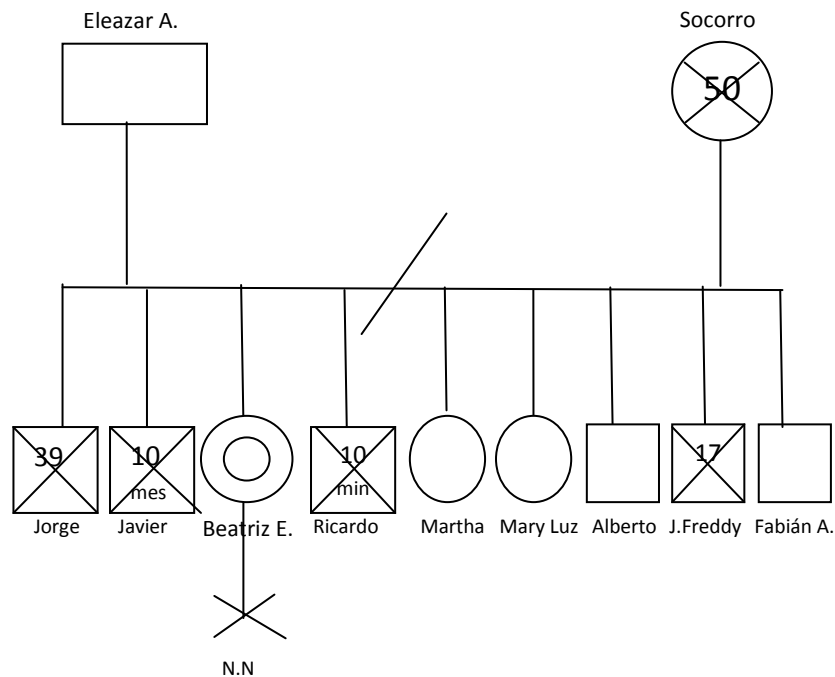 Eleazar A.
Socorro
50
39
10
mes
10
min
17
Jorge
Javier
Beatriz E.
Ricardo
Martha
Mary Luz
Alberto
J.Freddy
Fabián A.
N.N